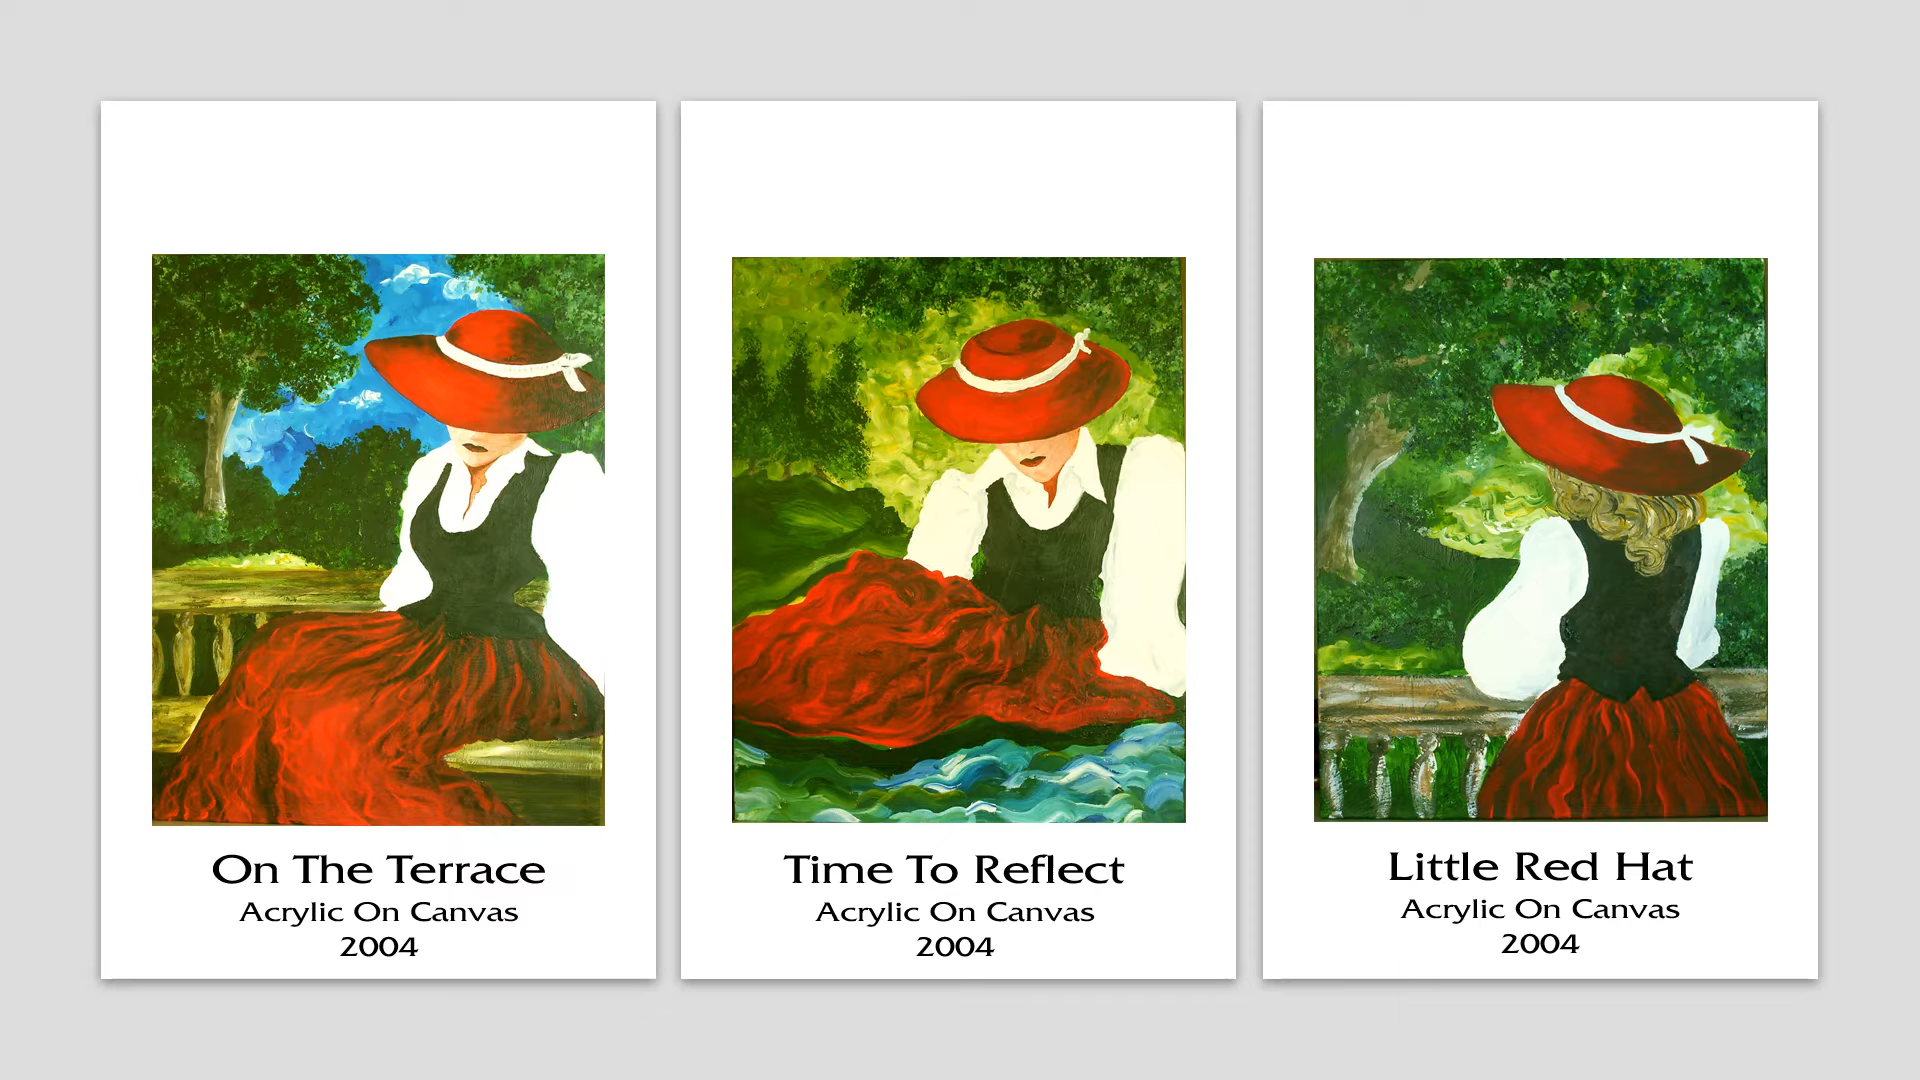 On The Terrace
Acrylic On Canvas
2004
Time To Reflect
Acrylic On Canvas
2004
Little Red Hat
Acrylic On Canvas
2004